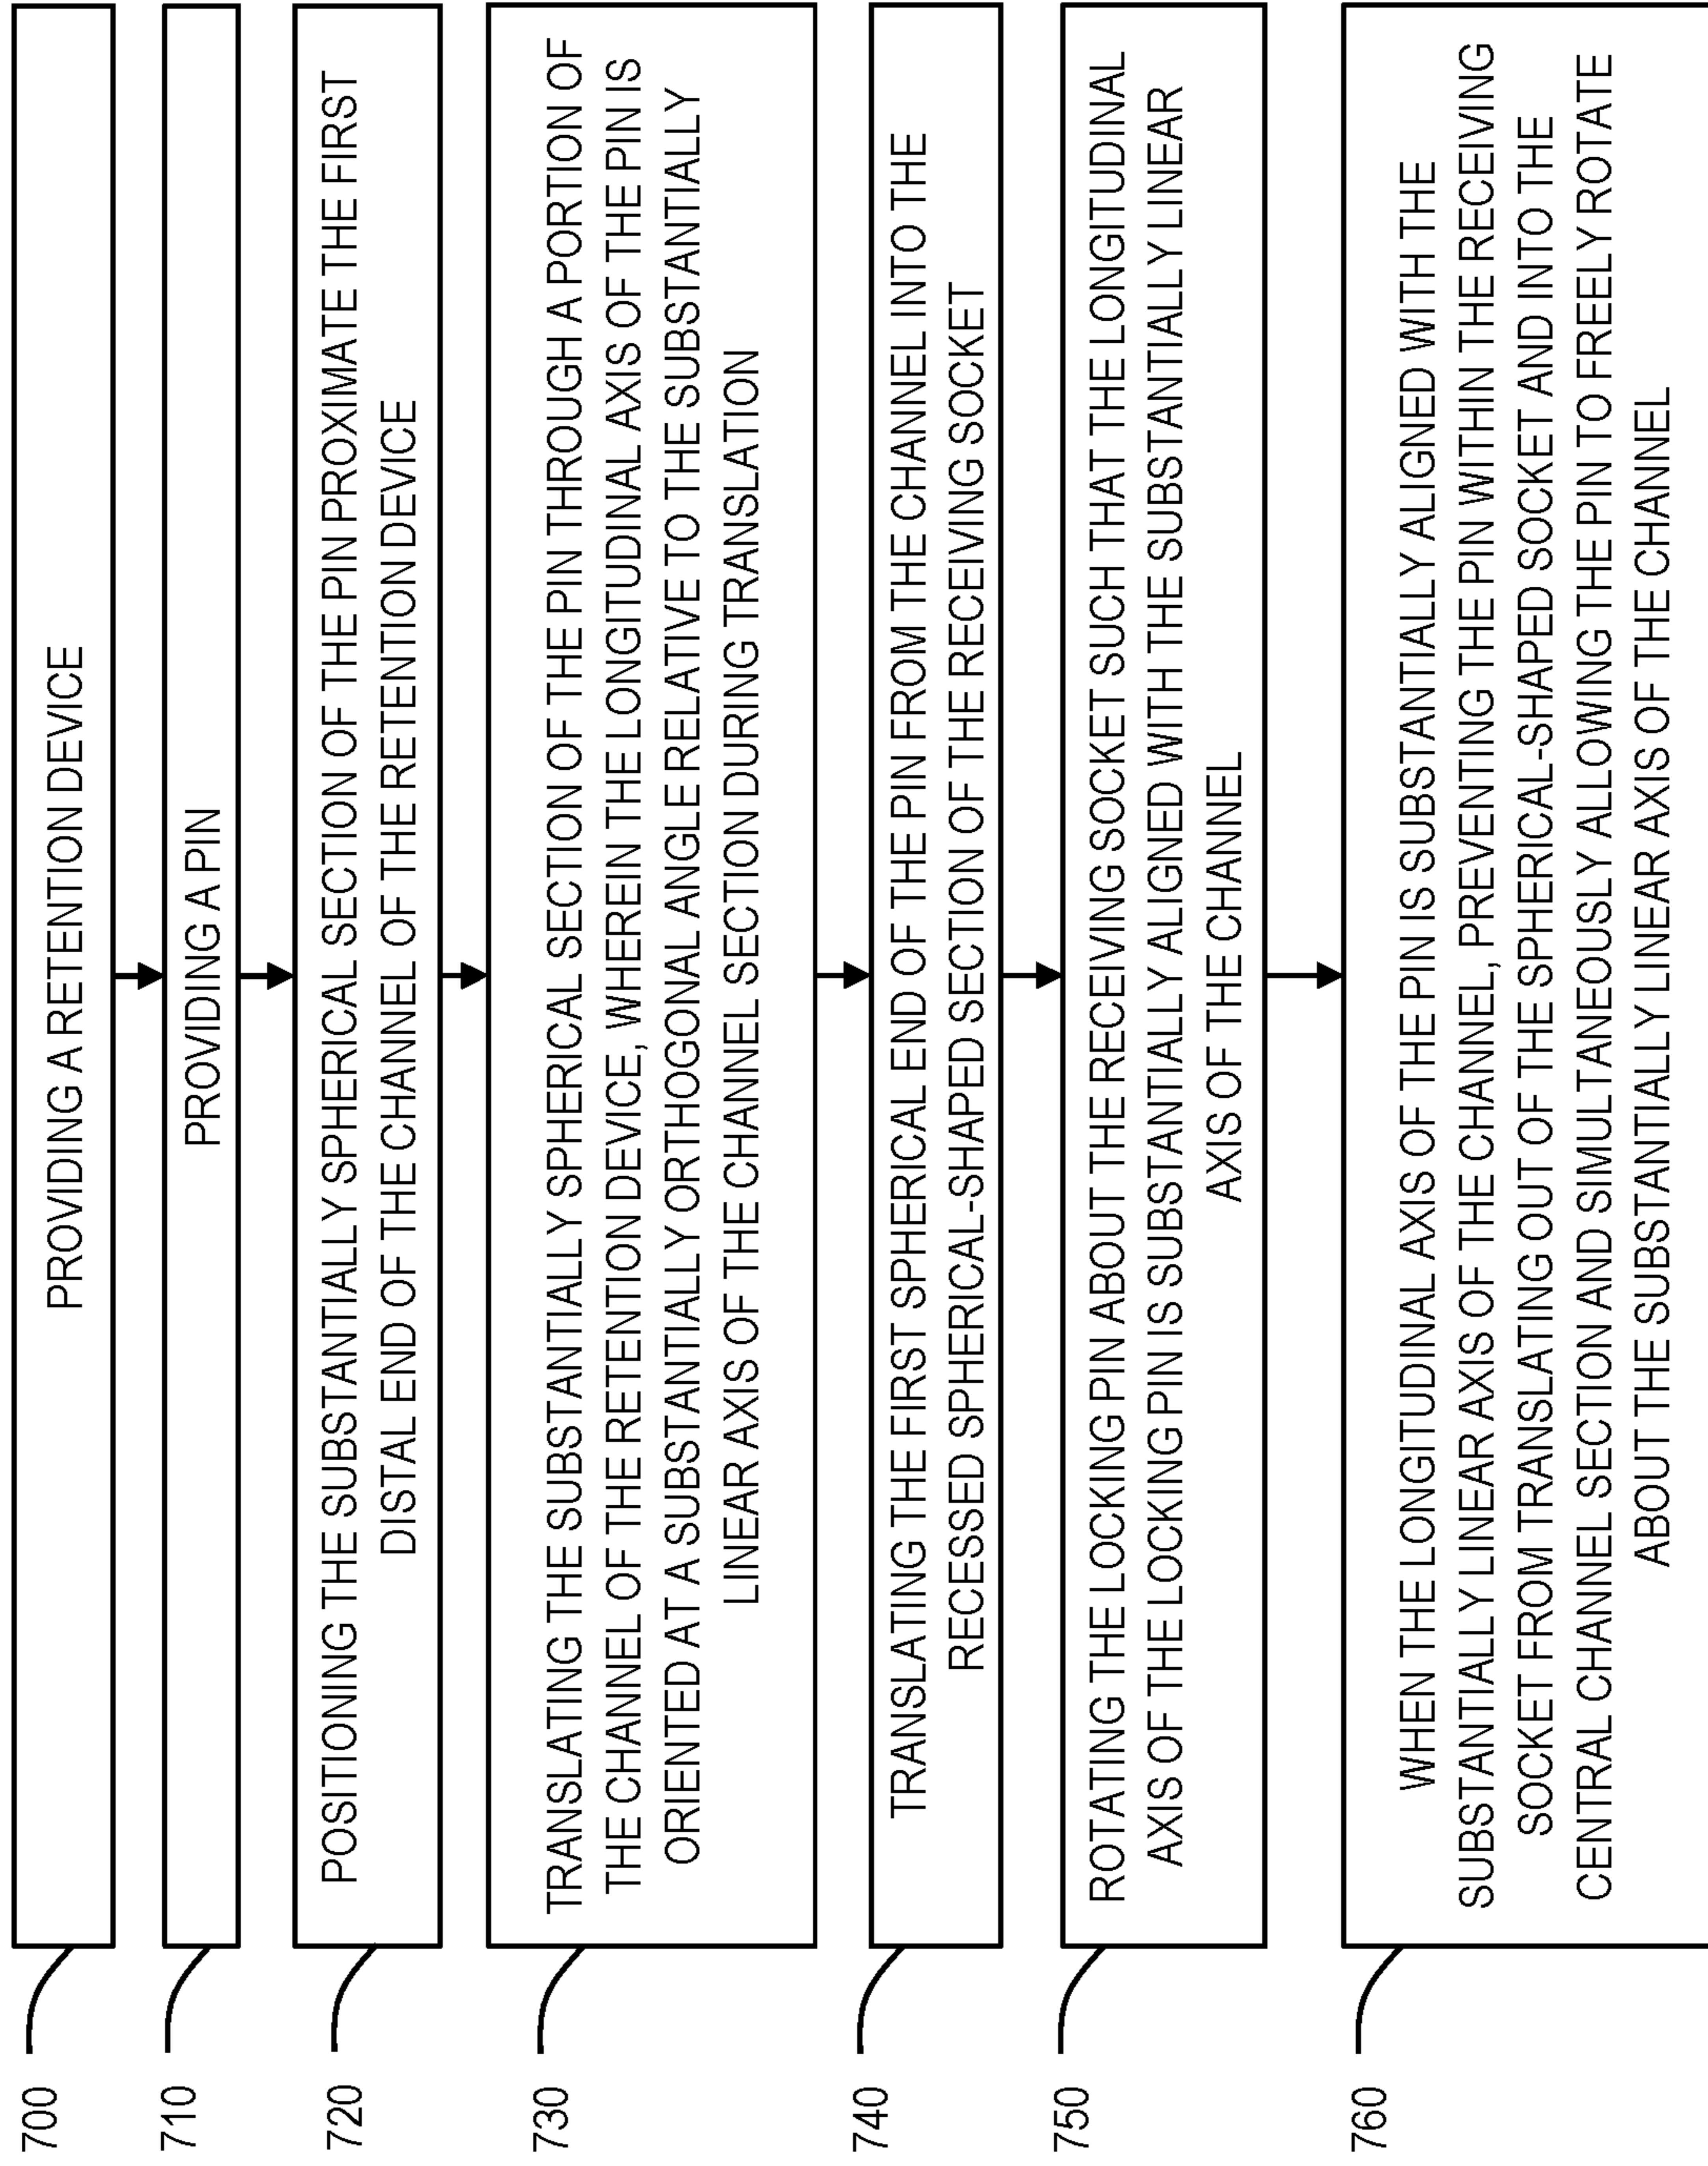 700
PROVIDING A RETENTION DEVICE
710
PROVIDING A PIN
720
POSITIONING THE SUBSTANTIALLY SPHERICAL SECTION OF THE PIN PROXIMATE THE FIRST
DISTAL END OF THE CHANNEL OF THE RETENTION DEVICE
730
TRANSLATING THE SUBSTANTIALLY SPHERICAL SECTION OF THE PIN THROUGH A PORTION OF
THE CHANNEL OF THE RETENTION DEVICE, WHEREIN THE LONGITUDINAL AXIS OF THE PIN IS
ORIENTED AT A SUBSTANTIALLY ORTHOGONAL ANGLE RELATIVE TO THE SUBSTANTIALLY
LINEAR AXIS OF THE CHANNEL SECTION DURING TRANSLATION
740
TRANSLATING THE FIRST SPHERICAL END OF THE PIN FROM THE CHANNEL INTO THE
RECESSED SPHERICAL-SHAPED SECTION OF THE RECEIVING SOCKET
750
ROTATING THE LOCKING PIN ABOUT THE RECEIVING SOCKET SUCH THAT THE LONGITUDINAL
AXIS OF THE LOCKING PIN IS SUBSTANTIALLY ALIGNED WITH THE SUBSTANTIALLY LINEAR
AXIS OF THE CHANNEL
760
WHEN THE LONGITUDINAL AXIS OF THE PIN IS SUBSTANTIALLY ALIGNED WITH THE
SUBSTANTIALLY LINEAR AXIS OF THE CHANNEL, PREVENTING THE PIN WITHIN THE RECEIVING
SOCKET FROM TRANSLATING OUT OF THE SPHERICAL-SHAPED SOCKET AND INTO THE
CENTRAL CHANNEL SECTION AND SIMULTANEOUSLY ALLOWING THE PIN TO FREELY ROTATE
ABOUT THE SUBSTANTIALLY LINEAR AXIS OF THE CHANNEL